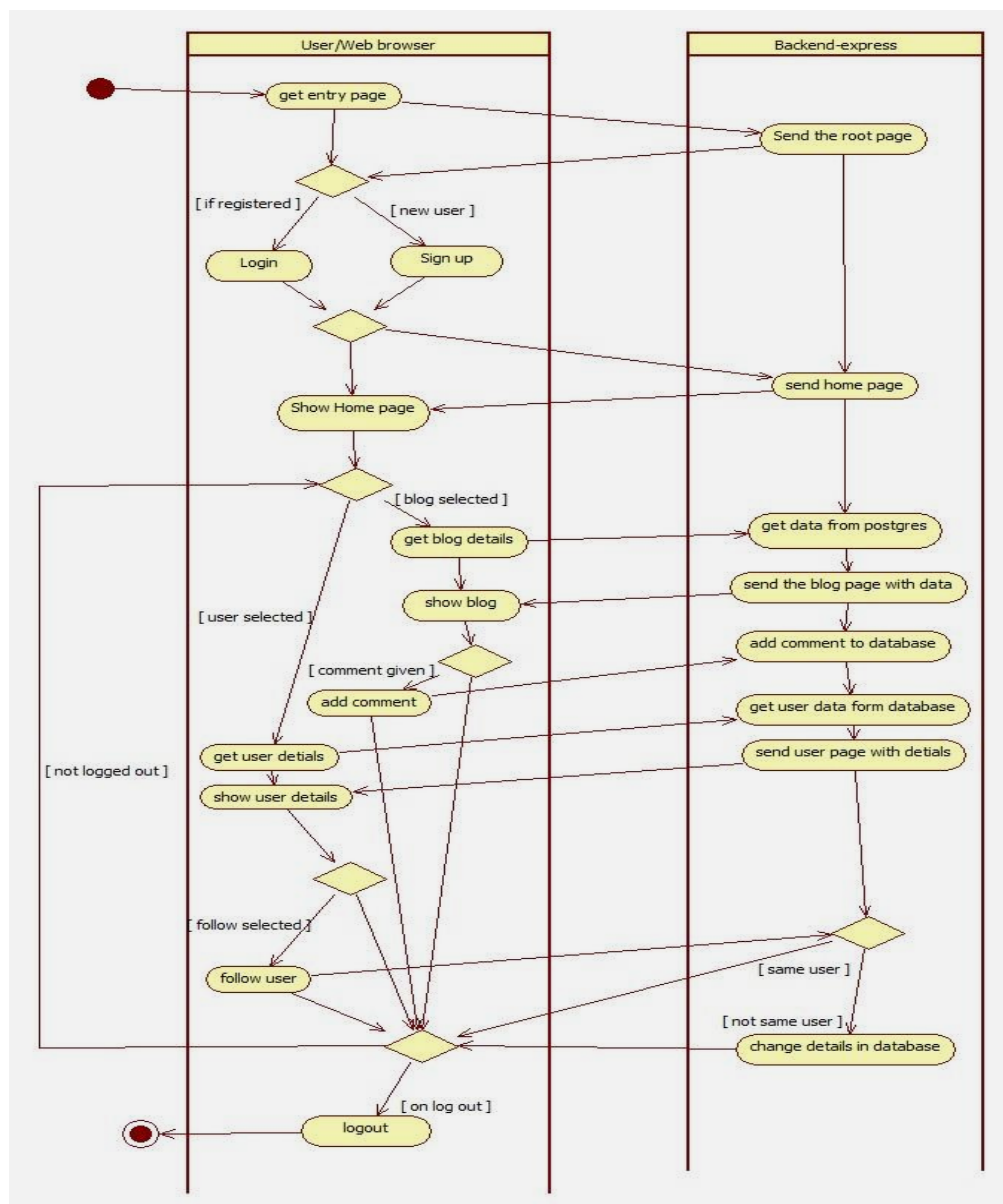 User/Web browser
Backend-express
get entry page
Send the root page
[ if registered ]
[ new user ]
Login
Sign up
send home page
Show Home page
[ blog selected ]
get blog details
get data from postgres
send the blog page with data
show blog
[ user selected ]
add comment to database
[ comment given ]
add comment
get user data form database
get user detials
send user page with detials
[ not logged out ]
show user details
[ follow selected ]
follow user
[ same user ]
[ not same user ]
change details in database
[ on log out ]
logout